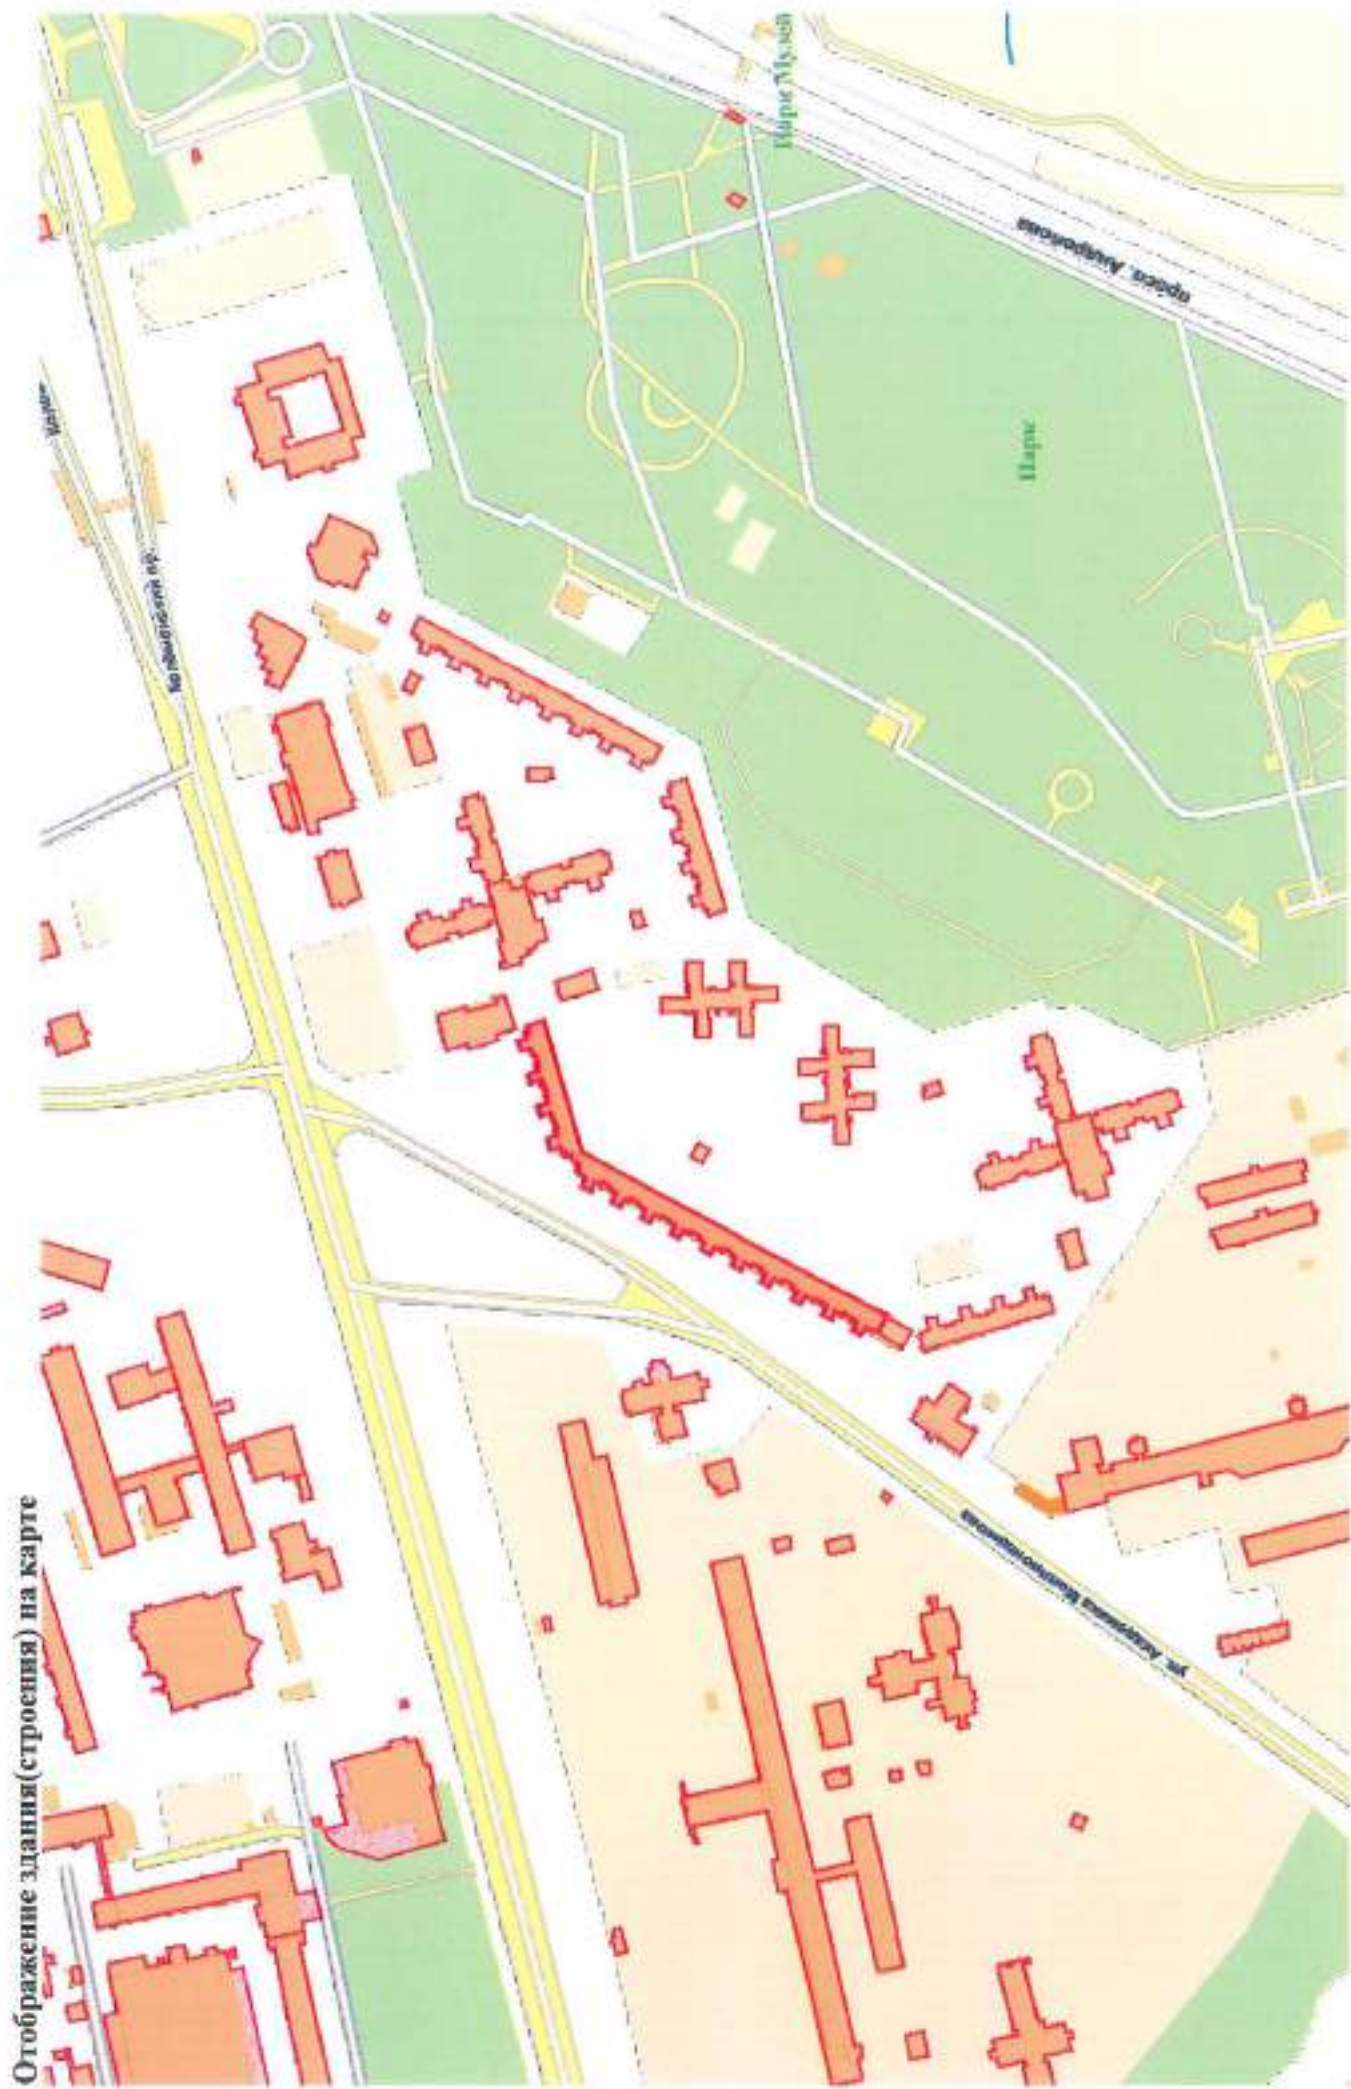 Отображение здания(строения) на карте
Коломенский пр.
ул. Академика Миллионщикова
Парк
Парк Музей
просп. Андропова